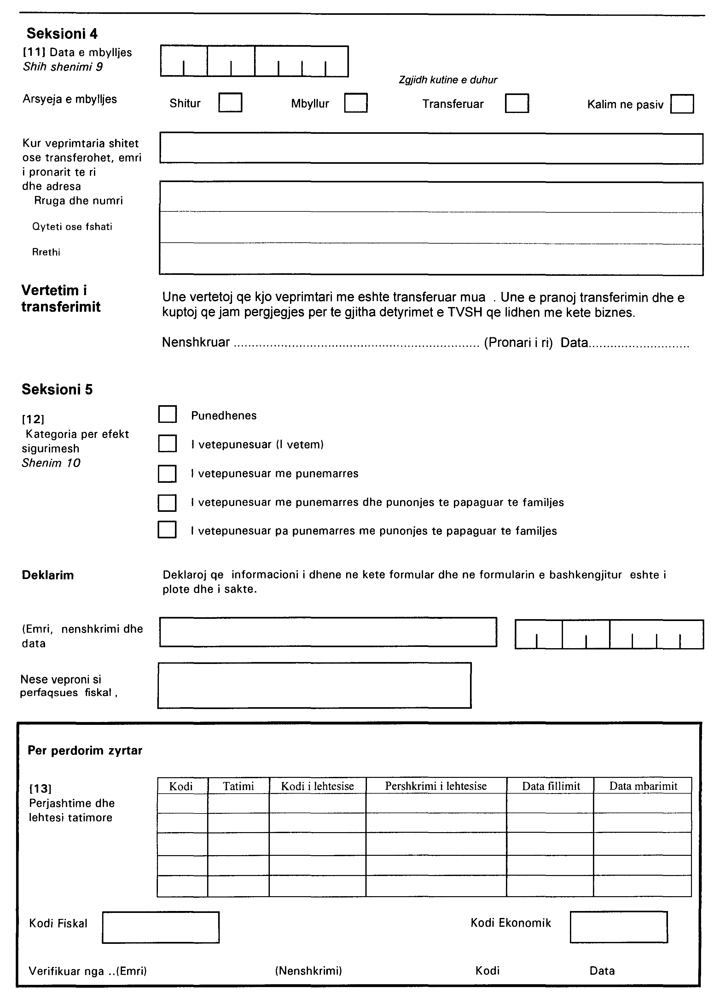 Seksioni 4
[11] Data e mbylljes
Shih shenimi 9
Zgjidh kutine e duhur
Arsyeja e mbylljes Shitur Mbyllur Transferuar Kalim ne pasiv
Kur veprimtaria shitet
ose transferohet, emri
i pronarit te ri
dhe adresa
Rruga dhe numri
Qyteti ose fshati
Rrethi
Vertetim i
transferimit
Une vertetoj qe kjo veprimtari me eshte transferuar mua . Une e pranoj transferimin dhe e
kuptoj qe jam pergjegjes per te gjitha detyrimet e TVSH qe lidhen me kete biznes.
Nenshkruar .................................................................... (Pronari i ri) Data............................
Seksioni 5
[12]
Kategoria per efekt
sigurimesh
Shenim 10
Punedhenes
I vetepunesuar (I vetem)
I vetepunesuar me punemarres
I vetepunesuar me punemarres dhe punonjes te papaguar te familjes
I vetepunesuar pa punemarres me punonjes te papaguar te familjes
Deklarim
Deklaroj qe informacioni i dhene ne kete formular dhe ne formularin e bashkengjitur eshte i
plote dhe i sakte.
(Emri, nenshkrimi dhe
data
Nese veproni si
perfaqsues fiskal ,
Per perdorim zyrtar
[13]
Perjashtime dhe
lehtesi tatimore
Kodi Tatimi Kodi i lehtesise Pershkrimi i lehtesise Data fillimit Data mbarimit
Kodi Fiskal Kodi Ekonomik
Verifikuar nga ..(Emri) (Nenshkrimi) Kodi Data